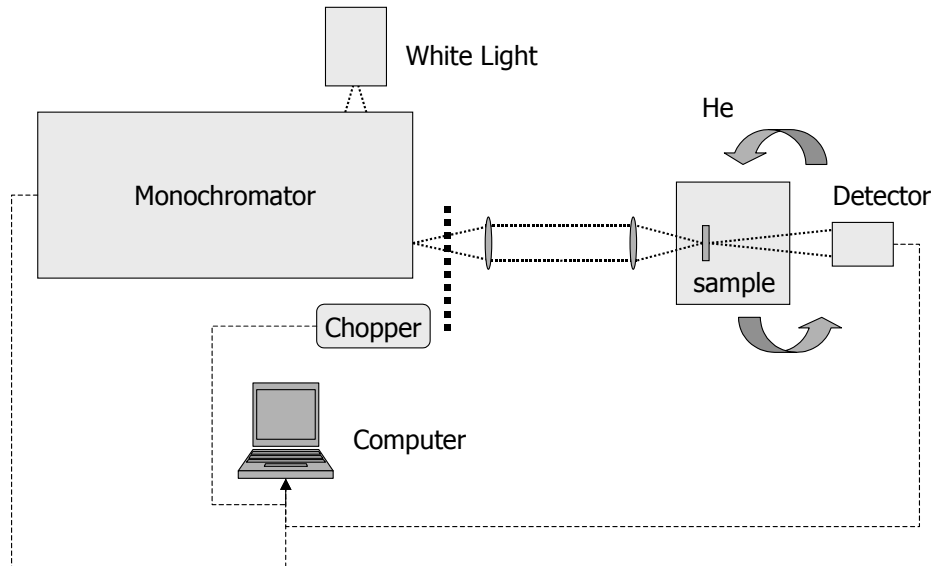 White Light
He
Monochromator
Detector
sample
Chopper
Computer